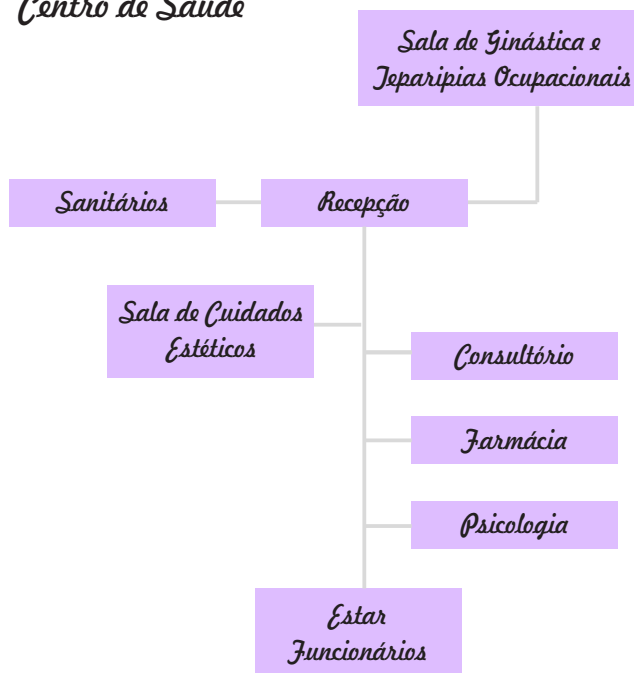 Centro de Saúde
Sala de Ginástica e
Teparipias Ocupacionais
Sanitários
Recepção
Sala de Cuidados
Estéticos
Consultório
Farmácia
Psicologia
Estar
Funcionários